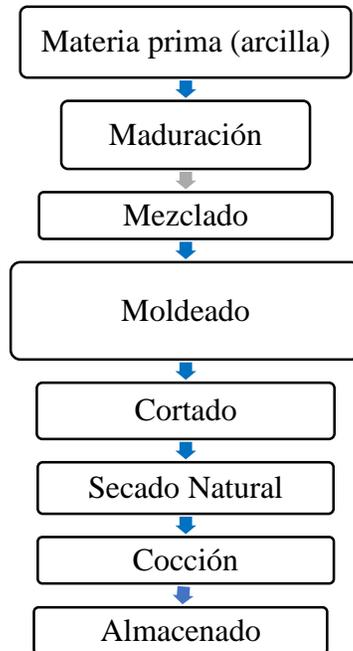 Materia prima (arcilla)
Maduración
Mezclado
Moldeado
Cortado
Secado Natural
Cocción
Almacenado